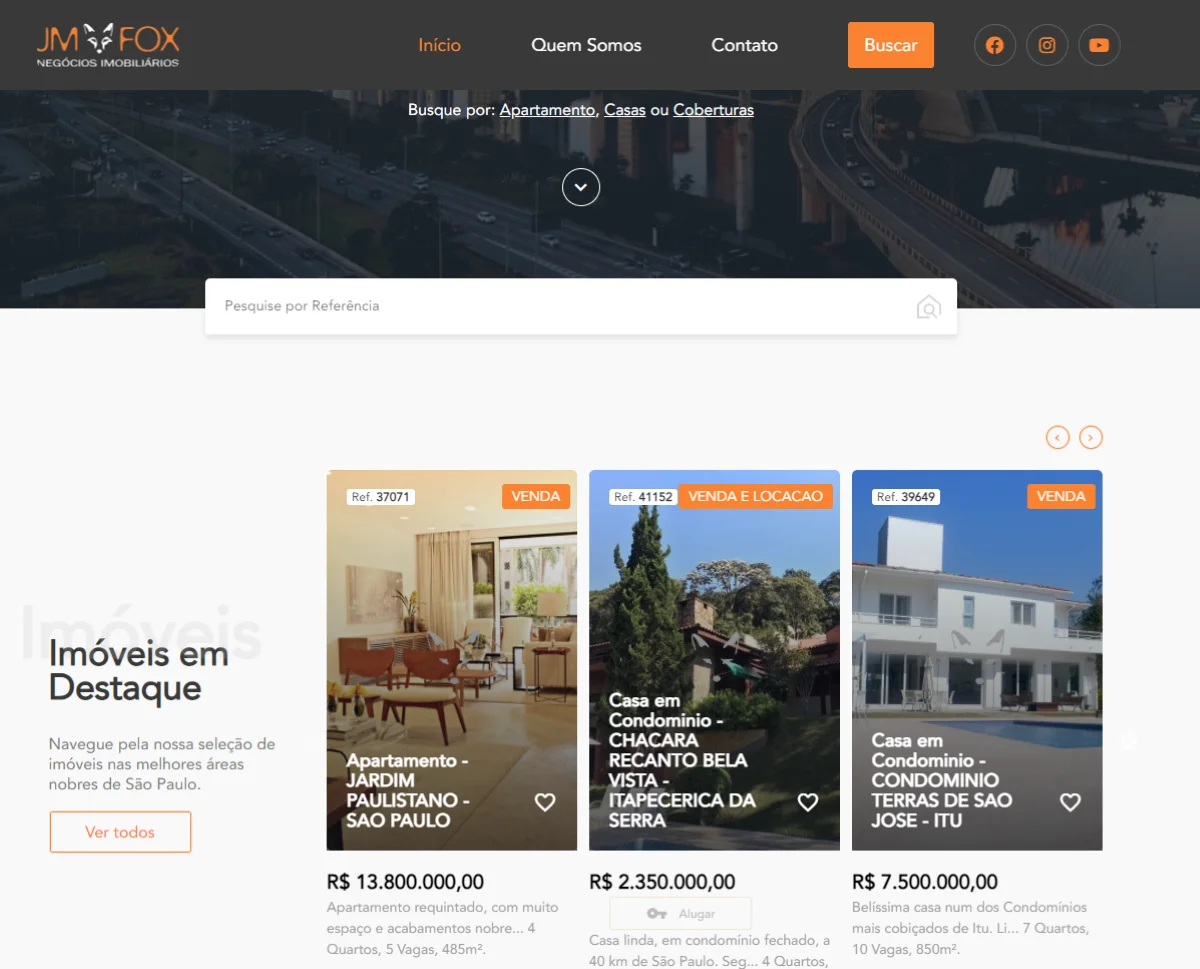 JM FOX
NEGÓCIOS IMOBILIÁRIOS
Início
Quem Somos
Contato
Buscar
Busque por: Apartamento, Casas ou Coberturas
Pesquise por Referência
Imóveis
Imóveis em
Destaque
Navegue pela nossa seleção de
imóveis nas melhores áreas
nobres de São Paulo.
Ver todos
Ref. 37071
VENDA
Apartamento -
JARDIM
PAULISTANO -
SAO PAULO
R$ 13.800.000,00
Apartamento requintado, com muito
espaço e acabamentos nobre... 4
Quartos, 5 Vagas, 485m².
Ref. 41152
VENDA E LOCACAO
Casa em
Condominio -
CHACARA
RECANTO BELA
VISTA -
ITAPECERICA DA
SERRA
R$ 2.350.000,00
Alugar
Casa linda, em condomínio fechado, a
40 km de São Paulo. Seg... 4 Quartos,
Ref. 39649
VENDA
Casa em
Condominio -
CONDOMINIO
TERRAS DE SAO
JOSE - ITU
R$ 7.500.000,00
Belíssima casa num dos Condomínios
mais cobiçados de Itu. Li... 7 Quartos,
10 Vagas, 850m².